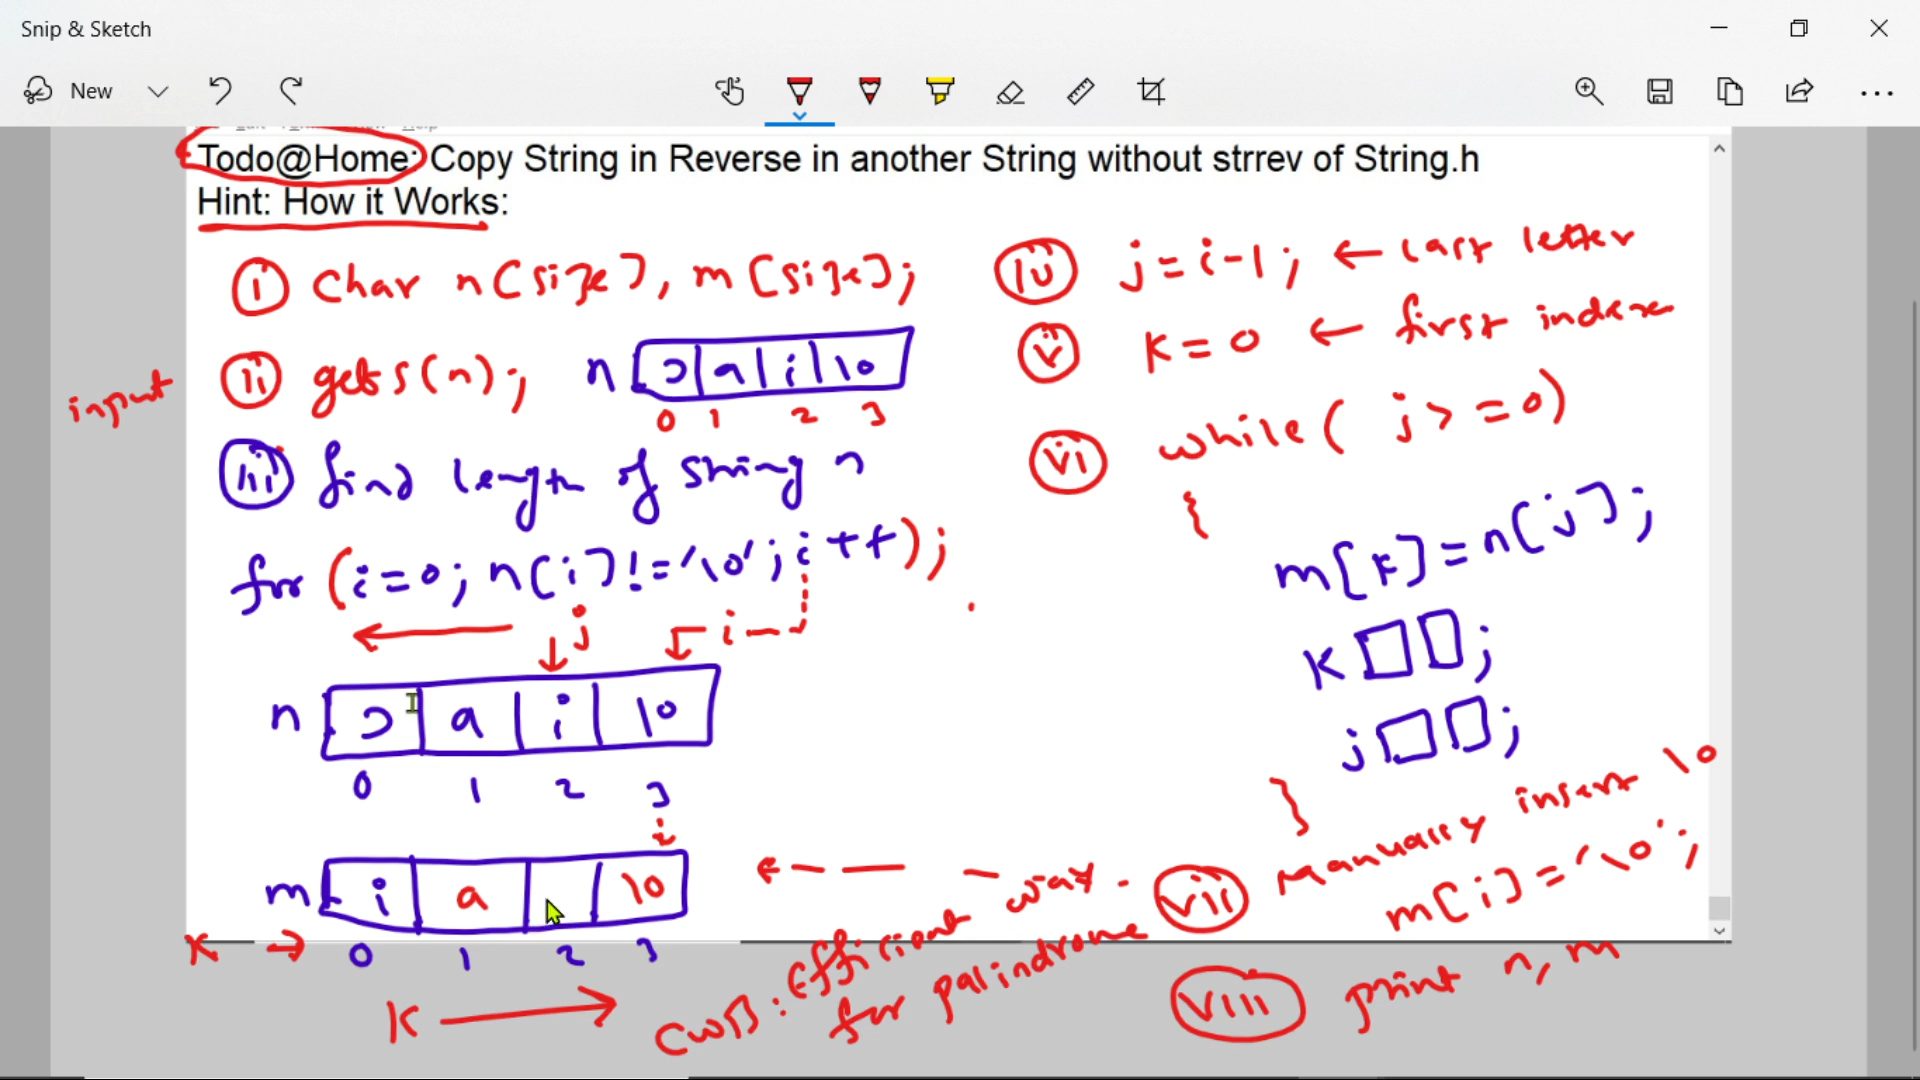 Snip & Sketch
New
Todo@Home: Copy String in Reverse in another String without strrev of String.h
Hint: How it Works:
i char n[size], m[size];
input ii gets(n);
n a i \0
0 1 2 3
iii find length of string n
for (i=0; n[i]!='\0'; i++);
j i
n a i \0
0 1 2 3
m i a \0
K → 0 1 2 3
K →
iv j=i-1; ← last letter
v K=0 ← first index
vi while( j>=0)
{
m[k]=n[j];
K ;
j ;
}
vii manually insert \0
m[i]='\0';
viii print n, m
Efficient way.
for palindrome